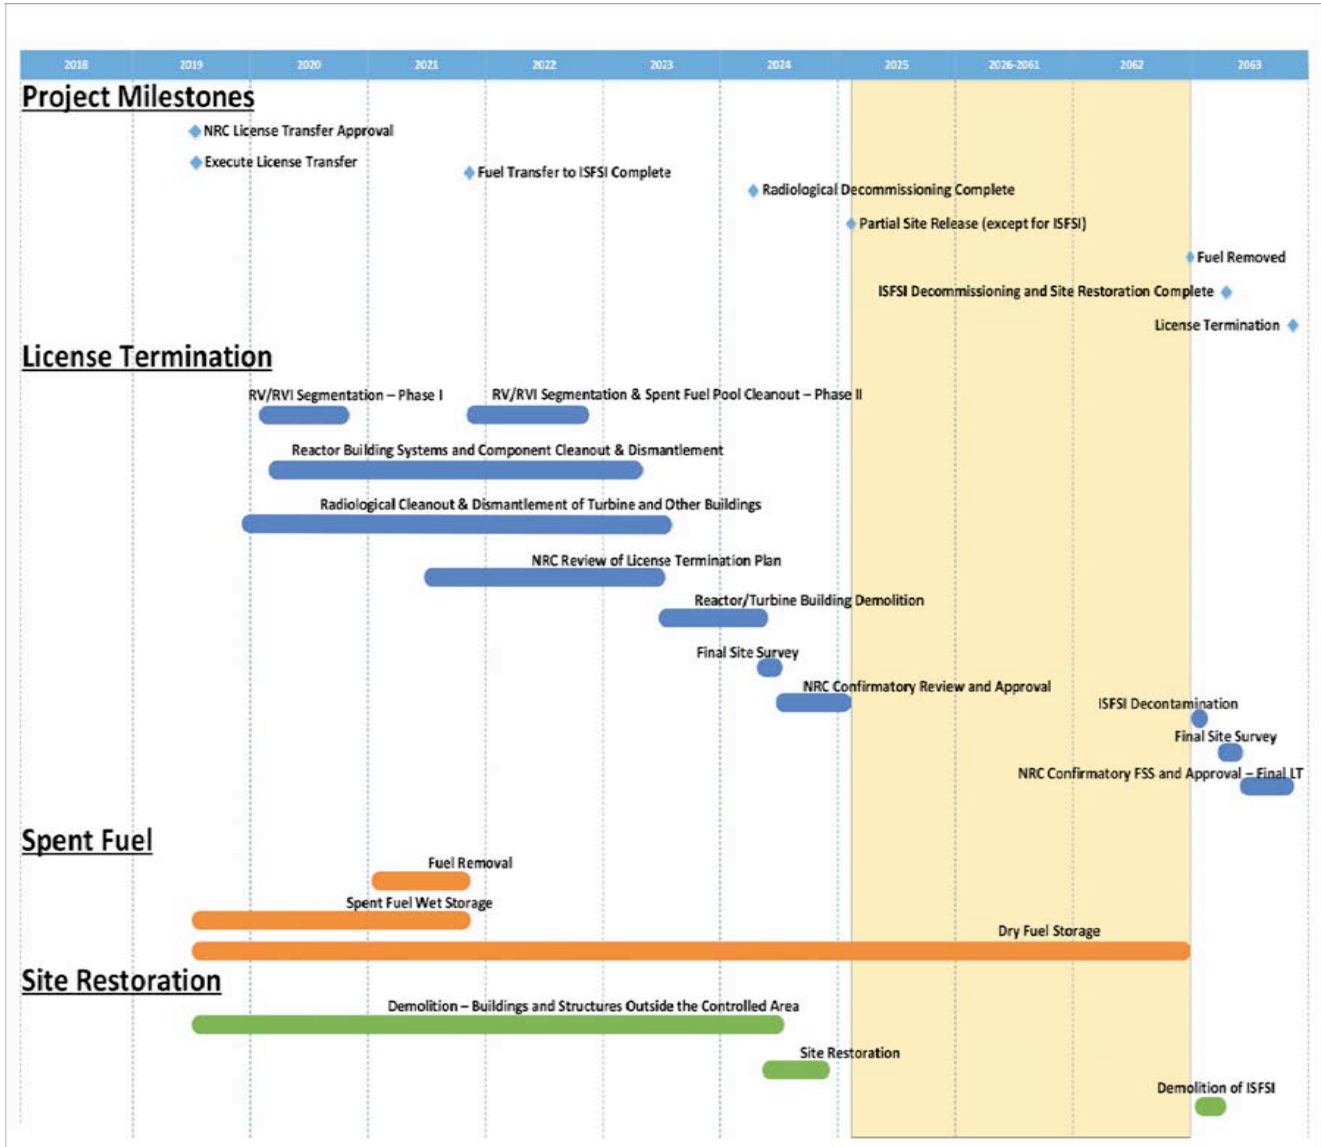 2018 2019 2020 2021 2022 2023 2024 2025 2026-2061 2062 2063
Project Milestones
NRC License Transfer Approval
Execute License Transfer
Fuel Transfer to ISFSI Complete
Radiological Decommissioning Complete
Partial Site Release (except for ISFSI)
Fuel Removed
ISFSI Decommissioning and Site Restoration Complete
License Termination
License Termination
RV/RVI Segmentation – Phase I
RV/RVI Segmentation & Spent Fuel Pool Cleanout – Phase II
Reactor Building Systems and Component Cleanout & Dismantlement
Radiological Cleanout & Dismantlement of Turbine and Other Buildings
NRC Review of License Termination Plan
Reactor/Turbine Building Demolition
Final Site Survey
NRC Confirmatory Review and Approval
ISFSI Decontamination
Final Site Survey
NRC Confirmatory FSS and Approval – Final LT
Spent Fuel
Fuel Removal
Spent Fuel Wet Storage
Dry Fuel Storage
Site Restoration
Demolition – Buildings and Structures Outside the Controlled Area
Site Restoration
Demolition of ISFSI